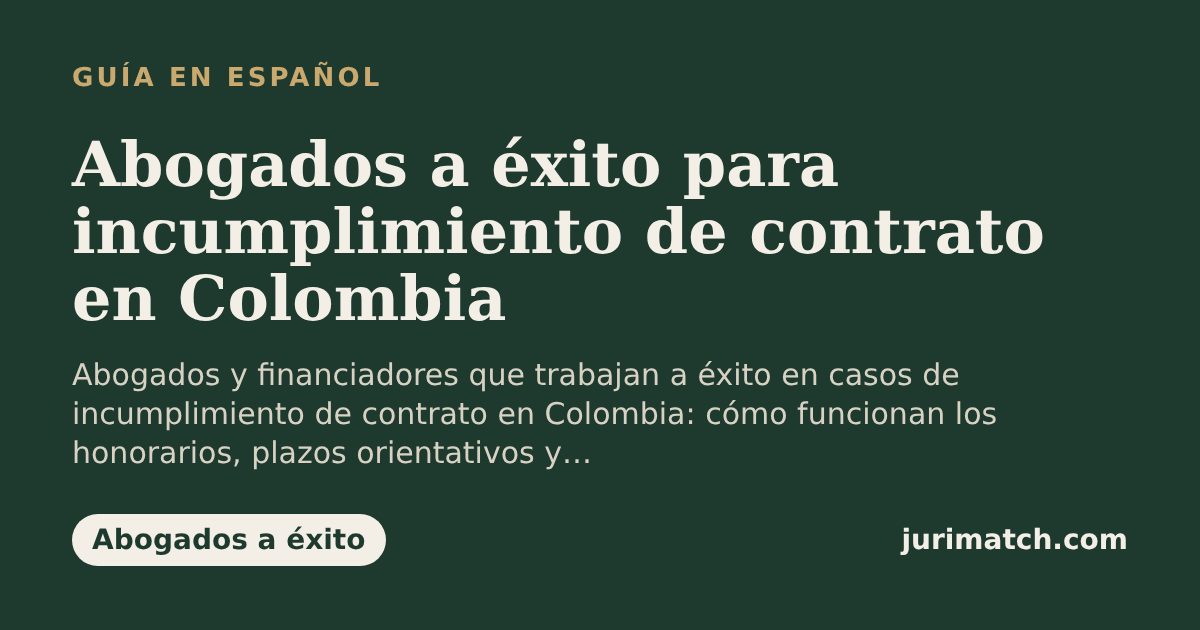 GUÍA EN ESPAÑOL
Abogados a éxito para
incumplimiento de contrato
en Colombia
Abogados y financiadores que trabajan a éxito en casos de
incumplimiento de contrato en Colombia: cómo funcionan los
honorarios, plazos orientativos y…
Abogados a éxito
jurimatch.com